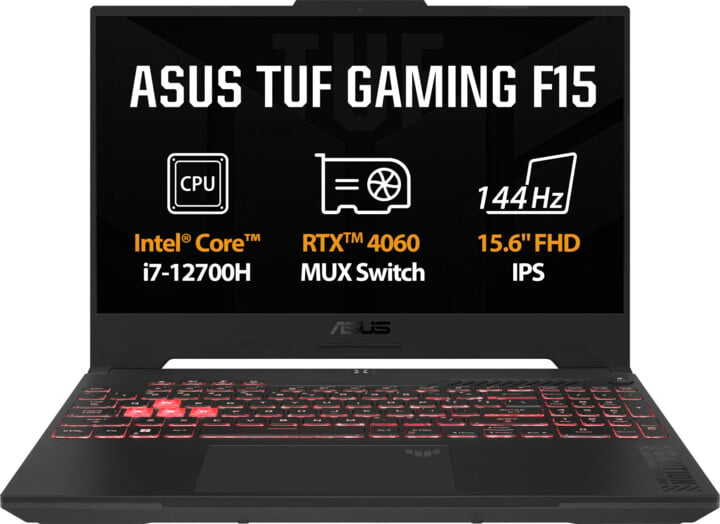 ASUS TUF GAMING F15
CPU
144 Hz
Intel® Core™
RTX™ 4060
15.6" FHD
i7-12700H
MUX Switch
IPS
ASUS